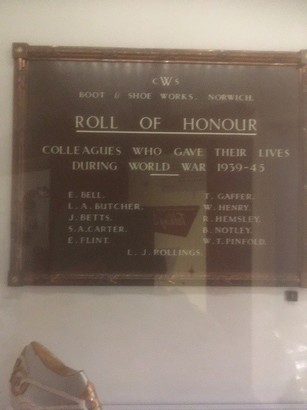 CWS
BOOT & SHOE WORKS, NORWICH.
ROLL OF HONOUR
COLLEAGUES WHO GAVE THEIR LIVES
DURING WORLD WAR 1939-45
E. BELL. T. GAFFER.
L. A. BUTCHER. W. HENRY.
J. BETTS. R. HEMSLEY.
S. A. CARTER. B. NOTLEY.
E. FLINT. W. T. PINFOLD.
L. J. ROLLINGS.